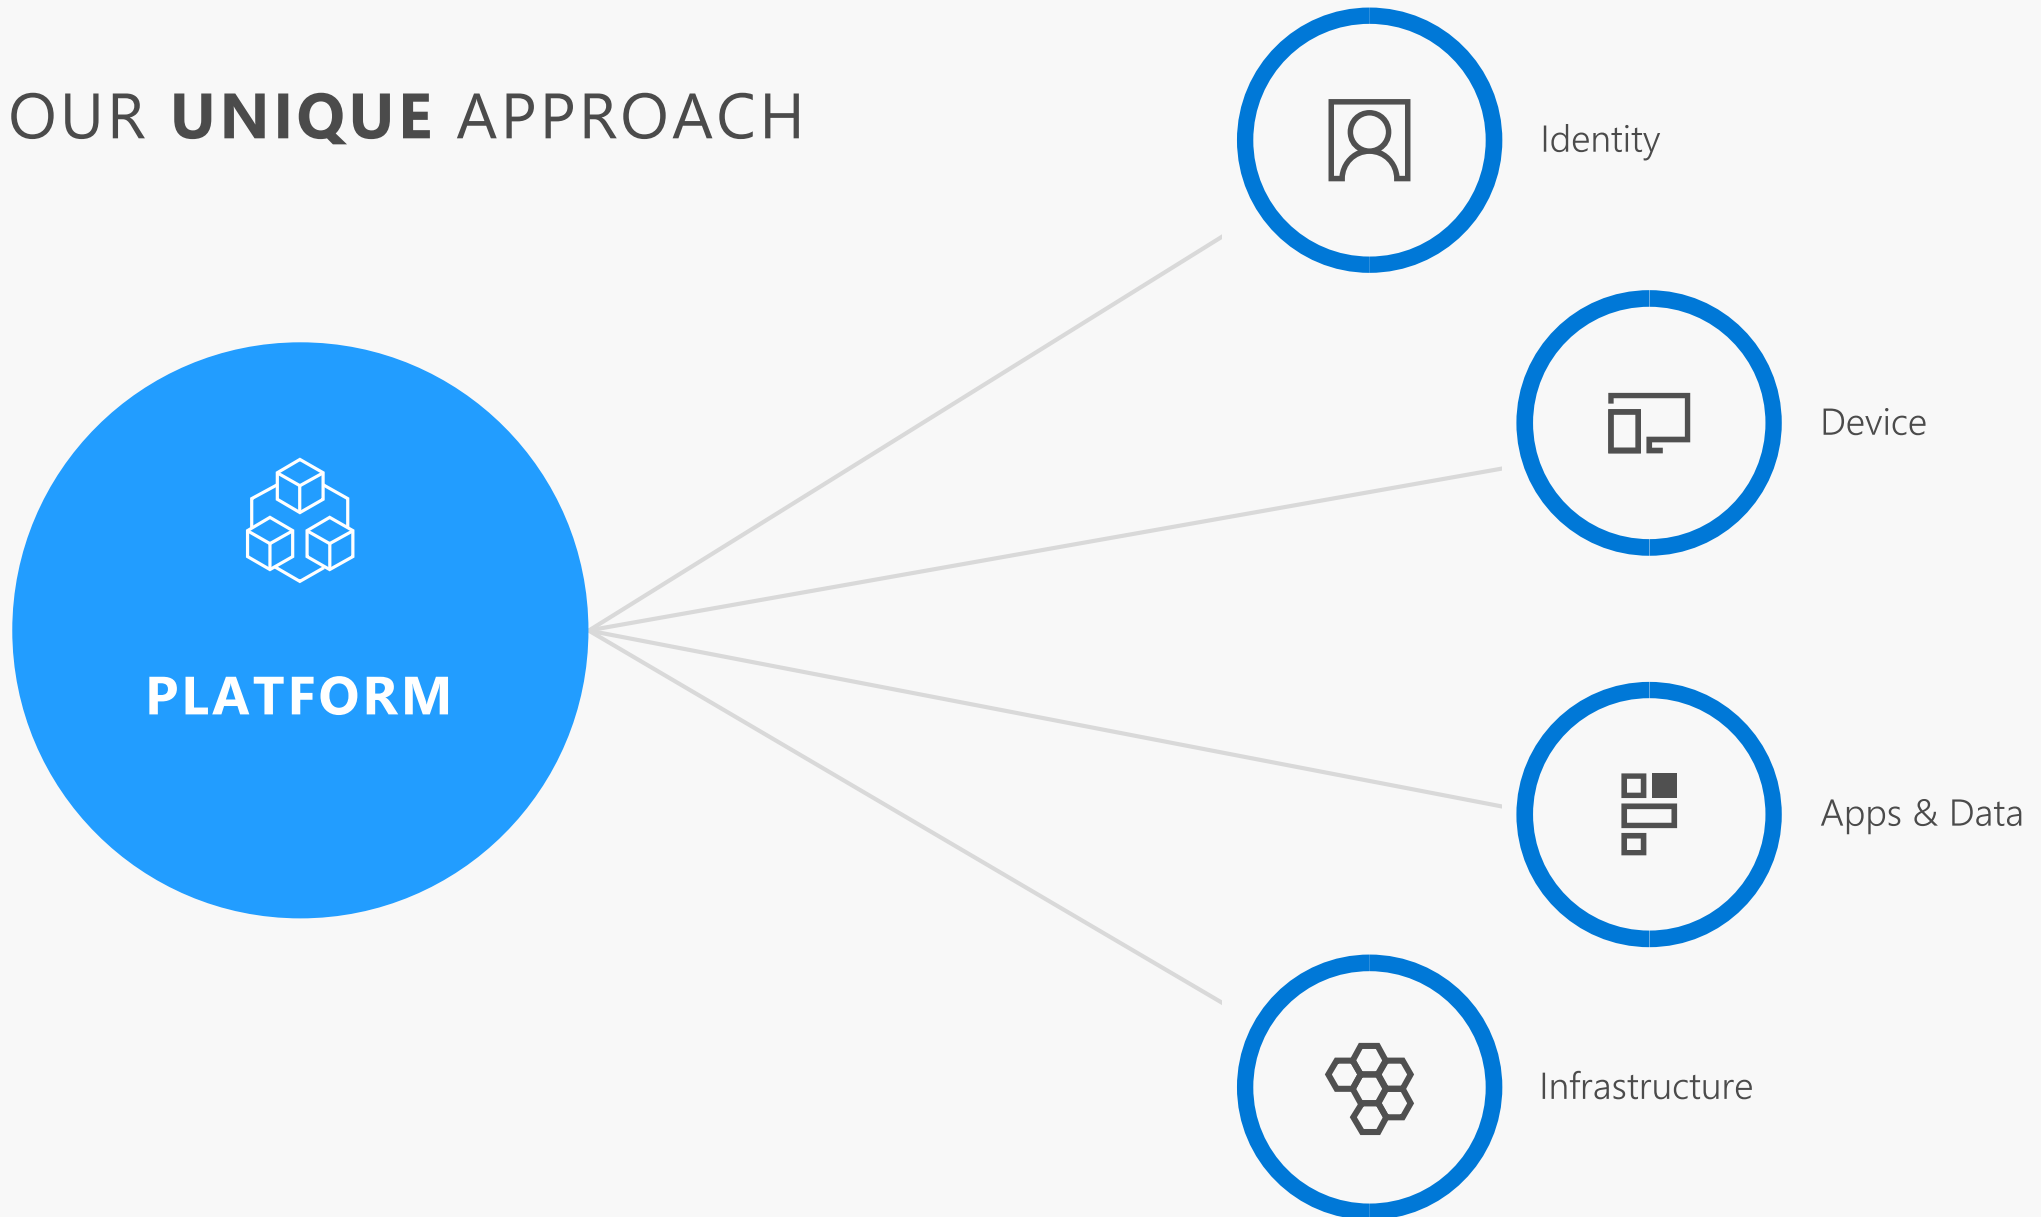 OUR UNIQUE APPROACH
Identity
Device
PLATFORM
Apps & Data
Infrastructure